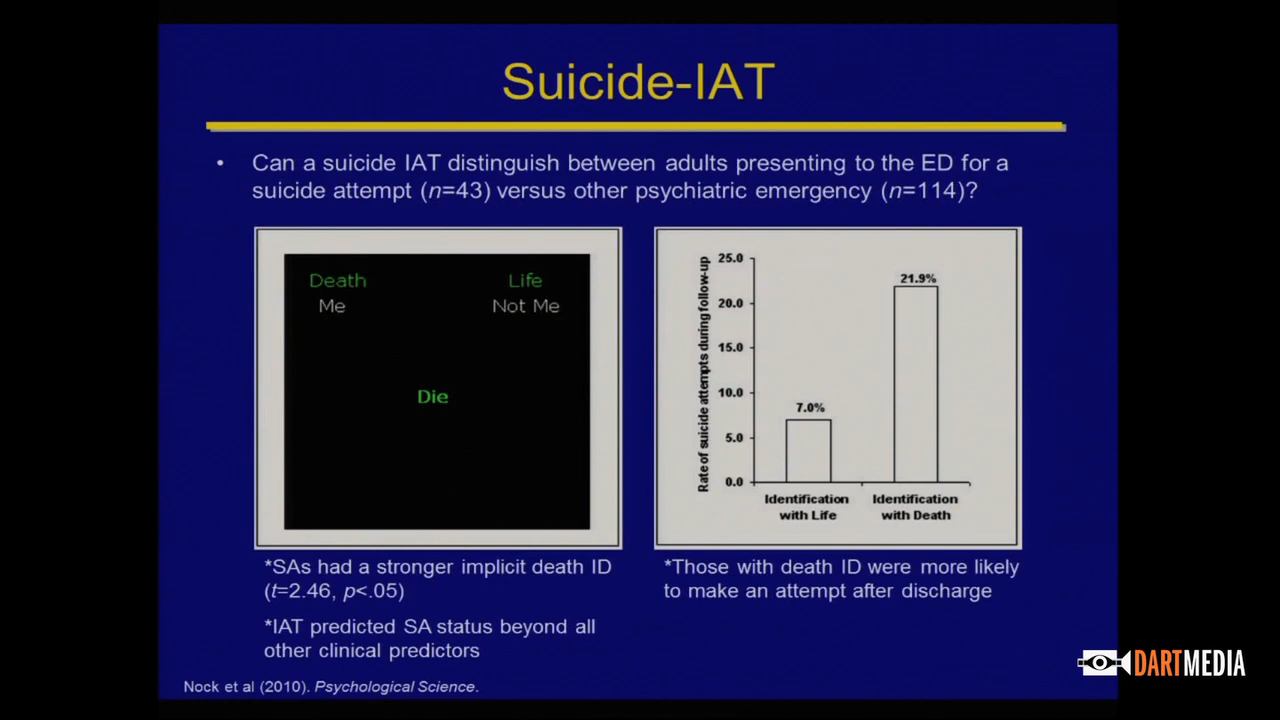 Suicide-IAT
• Can a suicide IAT distinguish between adults presenting to the ED for a
suicide attempt (n=43) versus other psychiatric emergency (n=114)?
Death
Me
Life
Not Me
Die
Rate of suicide attempts during follow-up
25.0
20.0
15.0
10.0
5.0
0.0
7.0%
21.9%
Identification
with Life
Identification
with Death
*SAs had a stronger implicit death ID
(t=2.46, p<.05)
*IAT predicted SA status beyond all
other clinical predictors
*Those with death ID were more likely
to make an attempt after discharge
Nock et al (2010). Psychological Science.
DARTMEDIA